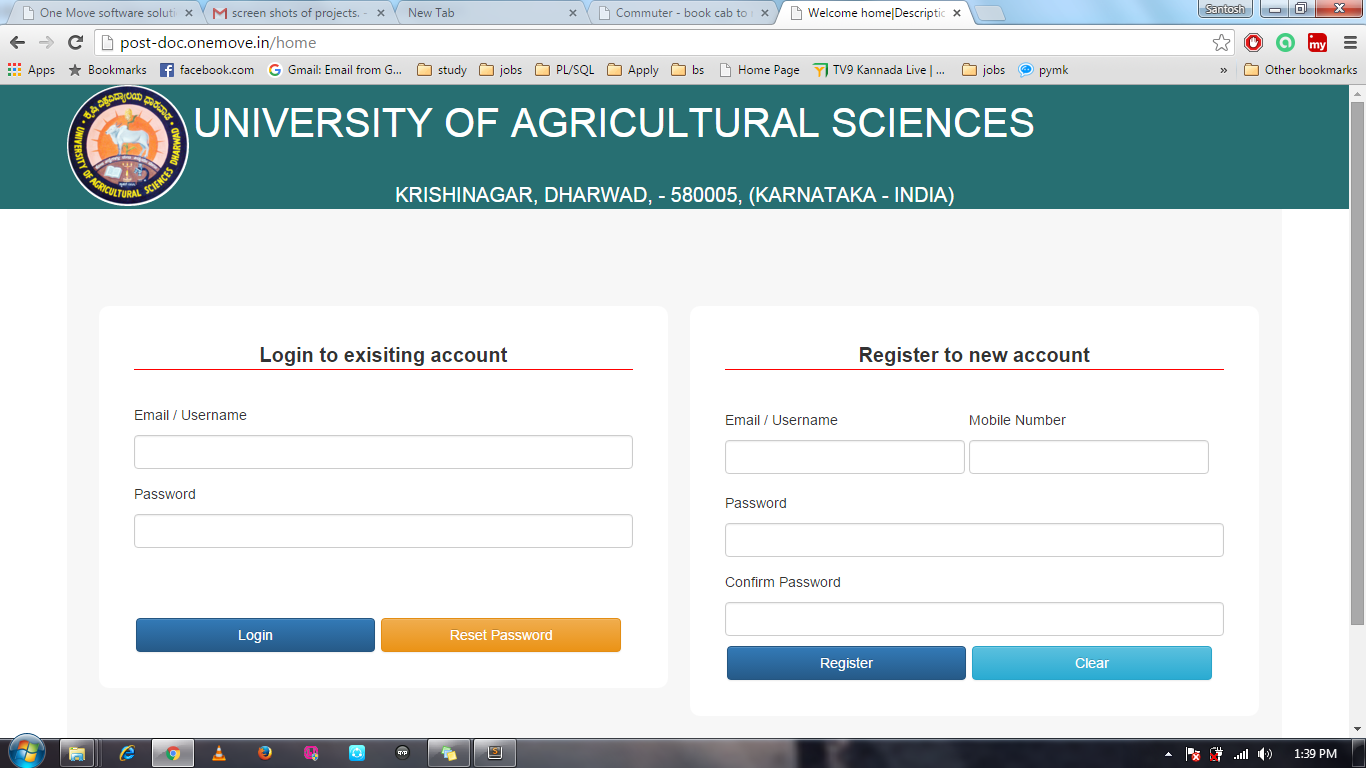 One Move software soluti
screen shots of projects. -
New Tab
Commuter - book cab to
Welcome home|Descriptic
Santosh
post-doc.onemove.in/home
my
Apps
Bookmarks
facebook.com
Gmail: Email from G...
study
jobs
PL/SQL
Apply
bs
Home Page
TV9 Kannada Live | ...
jobs
pymk
»
Other bookmarks
UNIVERSITY OF AGRICULTURAL SCIENCES
UNIVERSITY OF AGRICULTURAL SCIENCES DHARWAD
KRISHINAGAR, DHARWAD, - 580005, (KARNATAKA - INDIA)
Login to exisiting account
Email / Username
Password
Login
Reset Password
Register to new account
Email / Username
Mobile Number
Password
Confirm Password
Register
Clear
1:39 PM